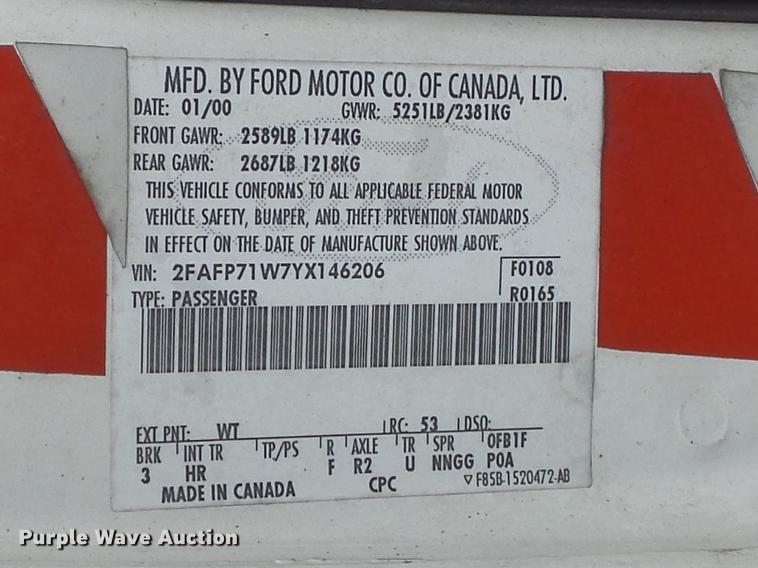 MFD. BY FORD MOTOR CO. OF CANADA, LTD.
DATE: 01/00 GVWR: 5251LB/2381KG
FRONT GAWR: 2589LB 1174KG
REAR GAWR: 2687LB 1218KG
THIS VEHICLE CONFORMS TO ALL APPLICABLE FEDERAL MOTOR
VEHICLE SAFETY, BUMPER, AND THEFT PREVENTION STANDARDS
IN EFFECT ON THE DATE OF MANUFACTURE SHOWN ABOVE.
VIN: 2FAFP71W7YX146206 F0108
TYPE: PASSENGER R0165
EXT PNT: WT RC: 53 DSO:
BRK INT TR TP/PS R AXLE TR SPR OFB1F
3 HR F R2 U NNGG POA
MADE IN CANADA CPC ▽F85B-1520472-AB
Purple Wave Auction